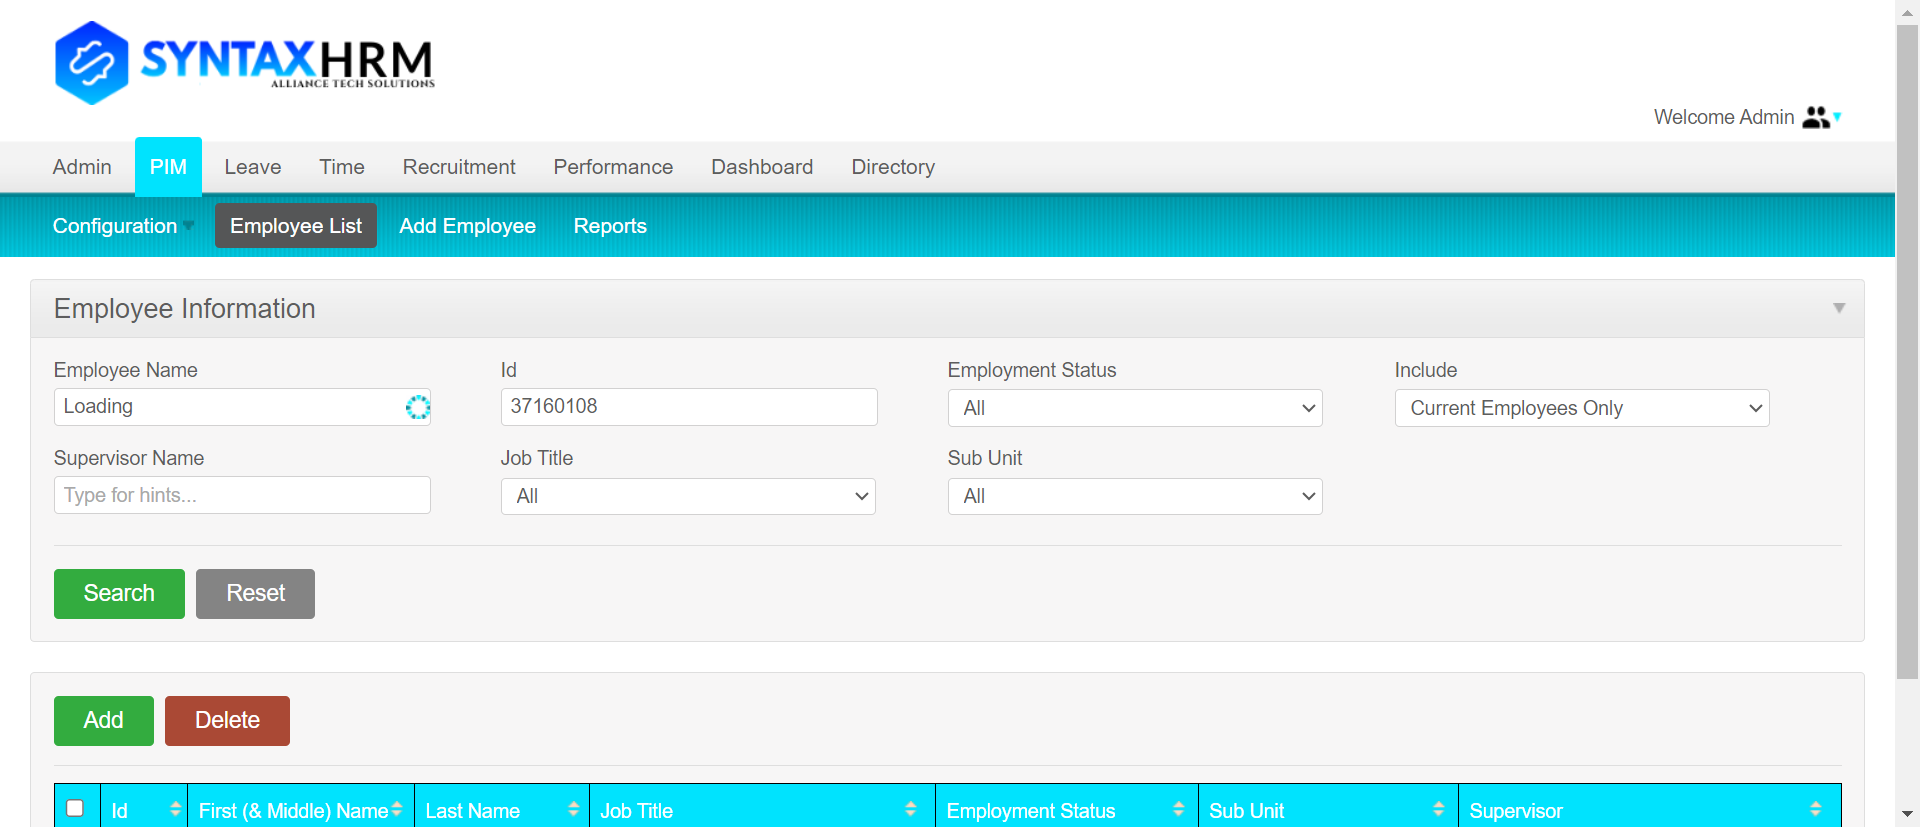 SYNTAXHRM
ALLIANCE TECH SOLUTIONS
Welcome Admin
Admin PIM Leave Time Recruitment Performance Dashboard Directory
Configuration Employee List Add Employee Reports
Employee Information
Employee Name Id Employment Status Include
Loading 37160108 All Current Employees Only
Supervisor Name Job Title Sub Unit
Type for hints... All All
Search Reset
Add Delete
Id First (& Middle) Name Last Name Job Title Employment Status Sub Unit Supervisor